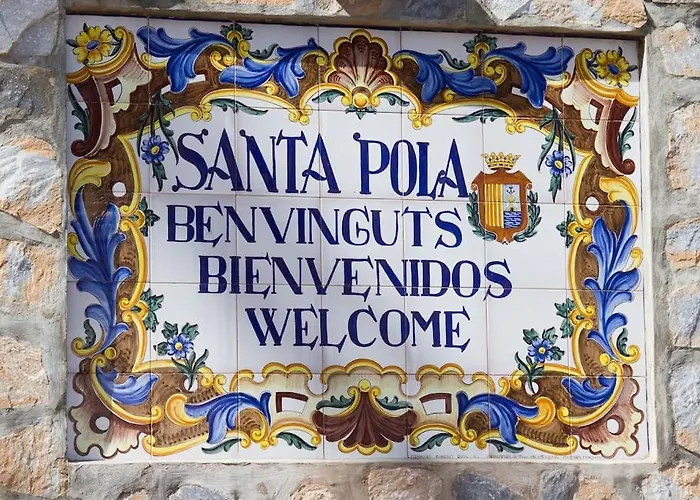 SANTA POLA
BENVINGUTS
BIENVENIDOS
WELCOME